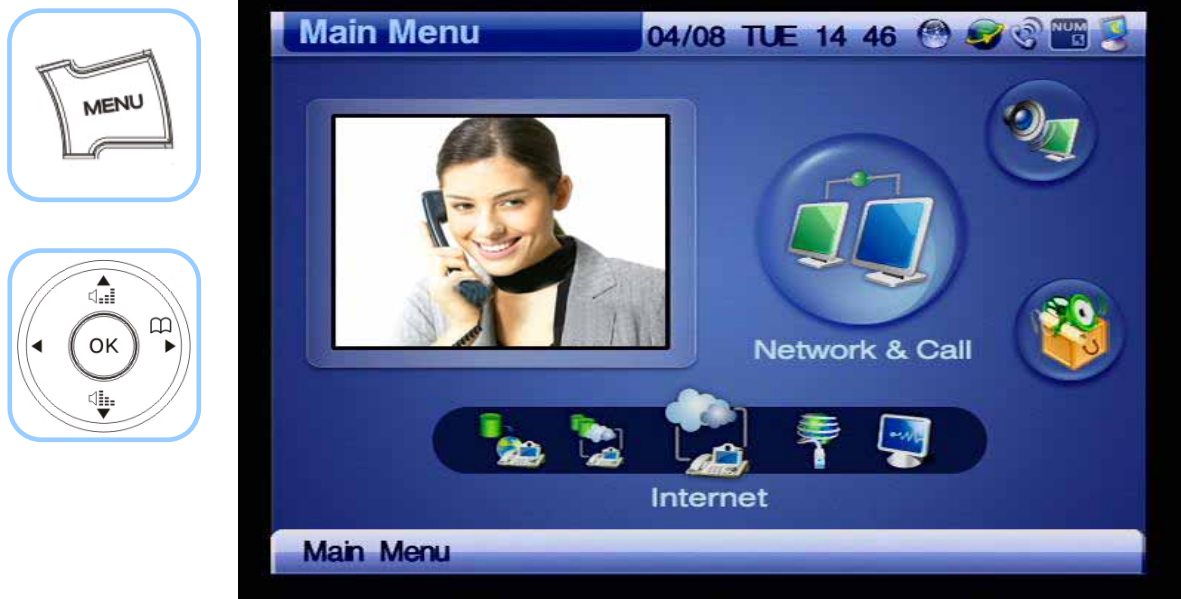 MENU
OK
Main Menu 04/08 TUE 14 46 NUM
Network & Call
Internet
Main Menu